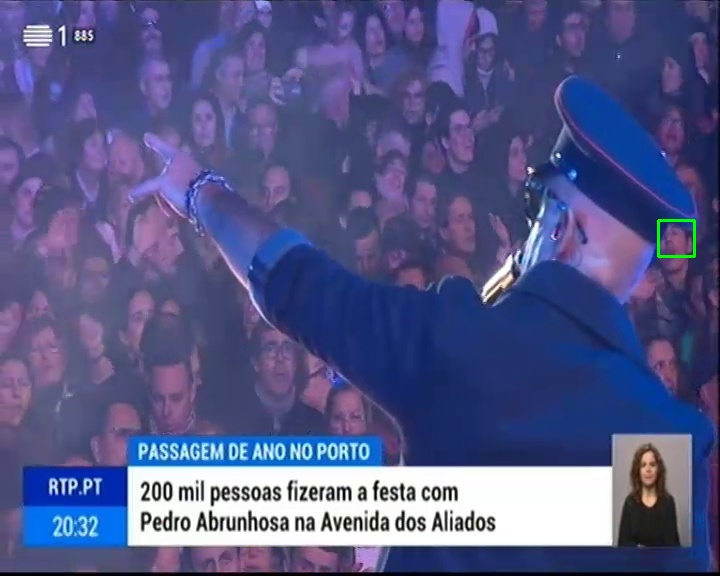 1 885
PASSAGEM DE ANO NO PORTO
RTP.PT
200 mil pessoas fizeram a festa com
20:32
Pedro Abrunhosa na Avenida dos Aliados